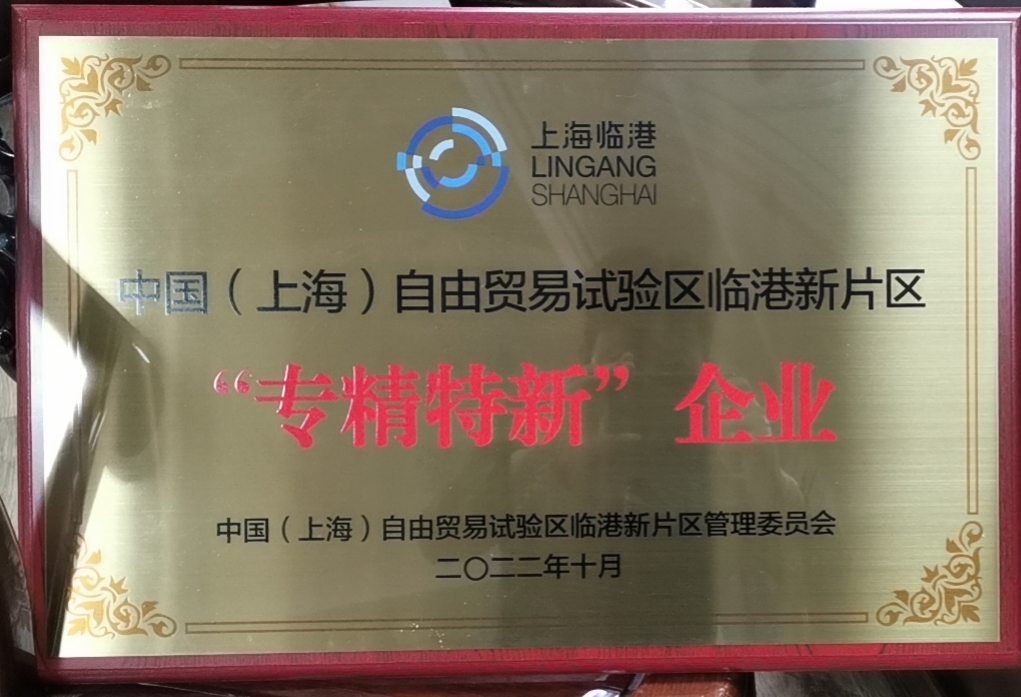 上海临港
LINGANG
SHANGHAI
中国（上海）自由贸易试验区临港新片区
“专精特新”企业
中国（上海）自由贸易试验区临港新片区管理委员会
二〇二二年十月